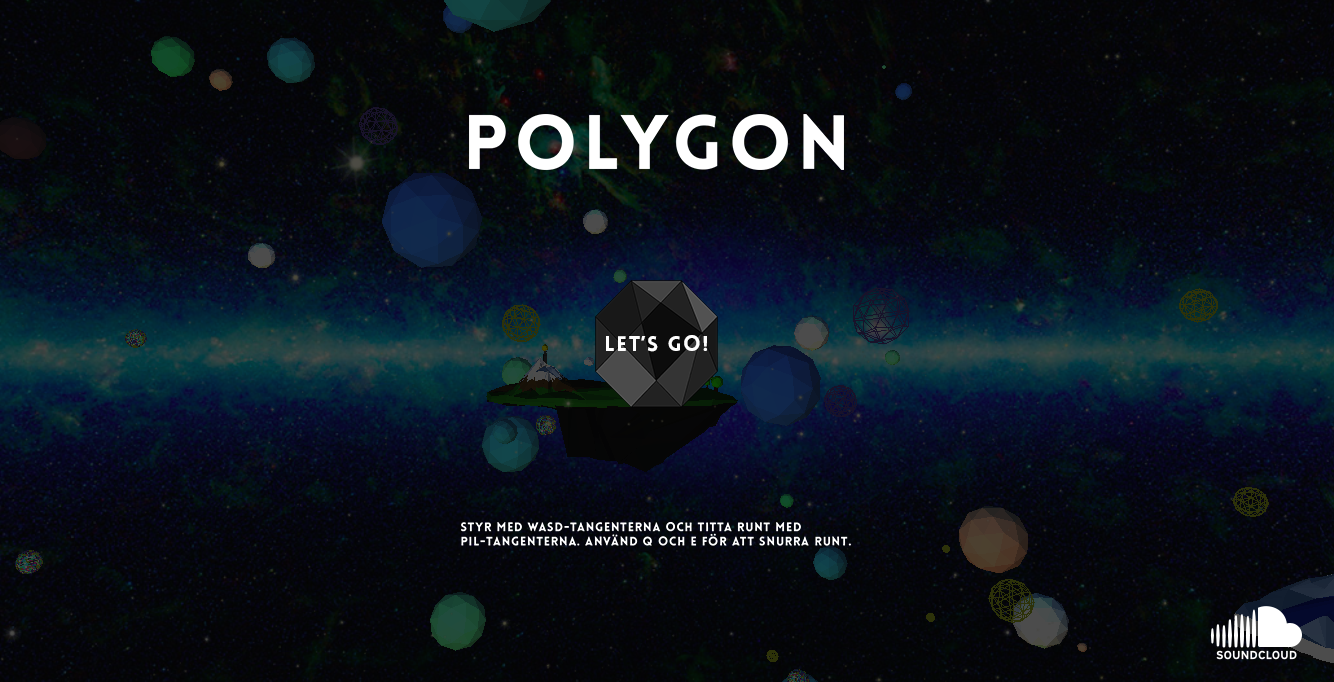 POLYGON
LET'S GO!
STYR MED WASD-TANGENTERNA OCH TITTA RUNT MED
PIL-TANGENTERNA. ANVÄND Q OCH E FÖR ATT SNURRA RUNT.
SOUNDCLOUD